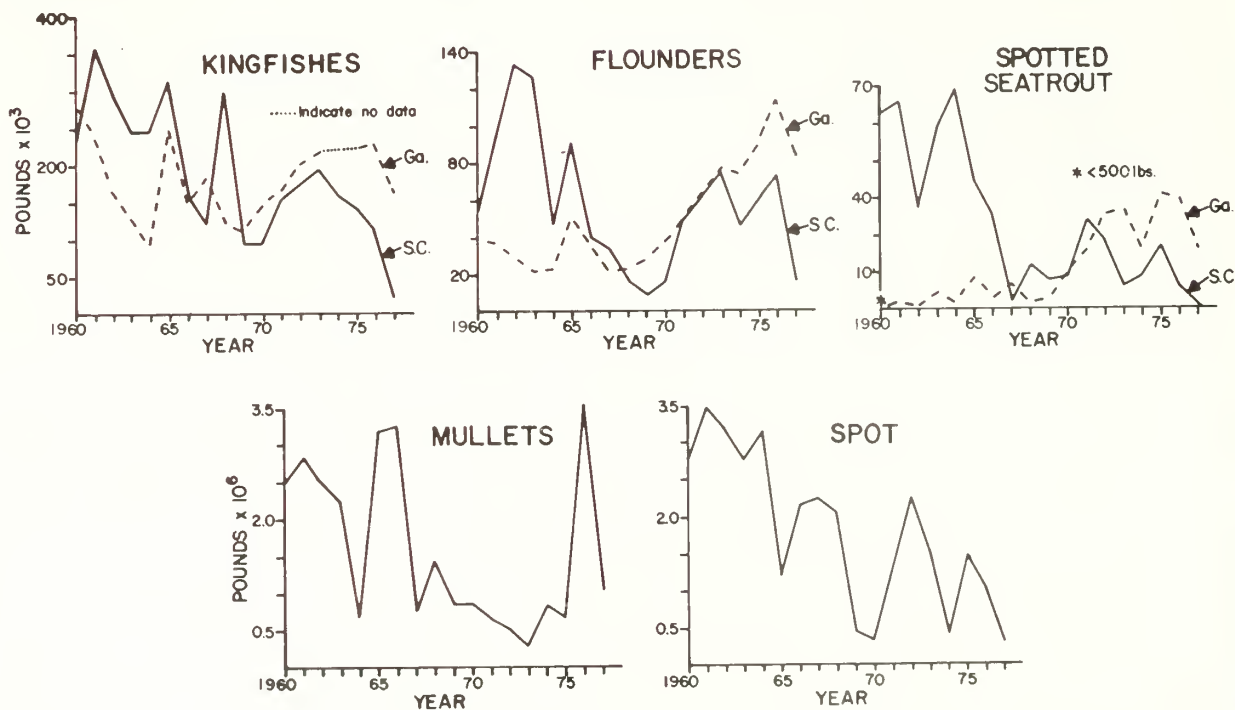 KINGFISHES
400
200
50
POUNDS x 10³
........Indicate no data
Ga.
S.C.
1960 65 70 75
YEAR
FLOUNDERS
140
80
20
Ga.
S.C.
1960 65 70 75
YEAR
SPOTTED
SEATROUT
70
40
10
* <500 lbs.
*
Ga.
S.C
1960 65 70 75
YEAR
MULLETS
3.5
2.0
0.5
POUNDS x 10⁶
1960 65 70 75
YEAR
SPOT
3.5
2.0
0.5
1960 65 70 75
YEAR